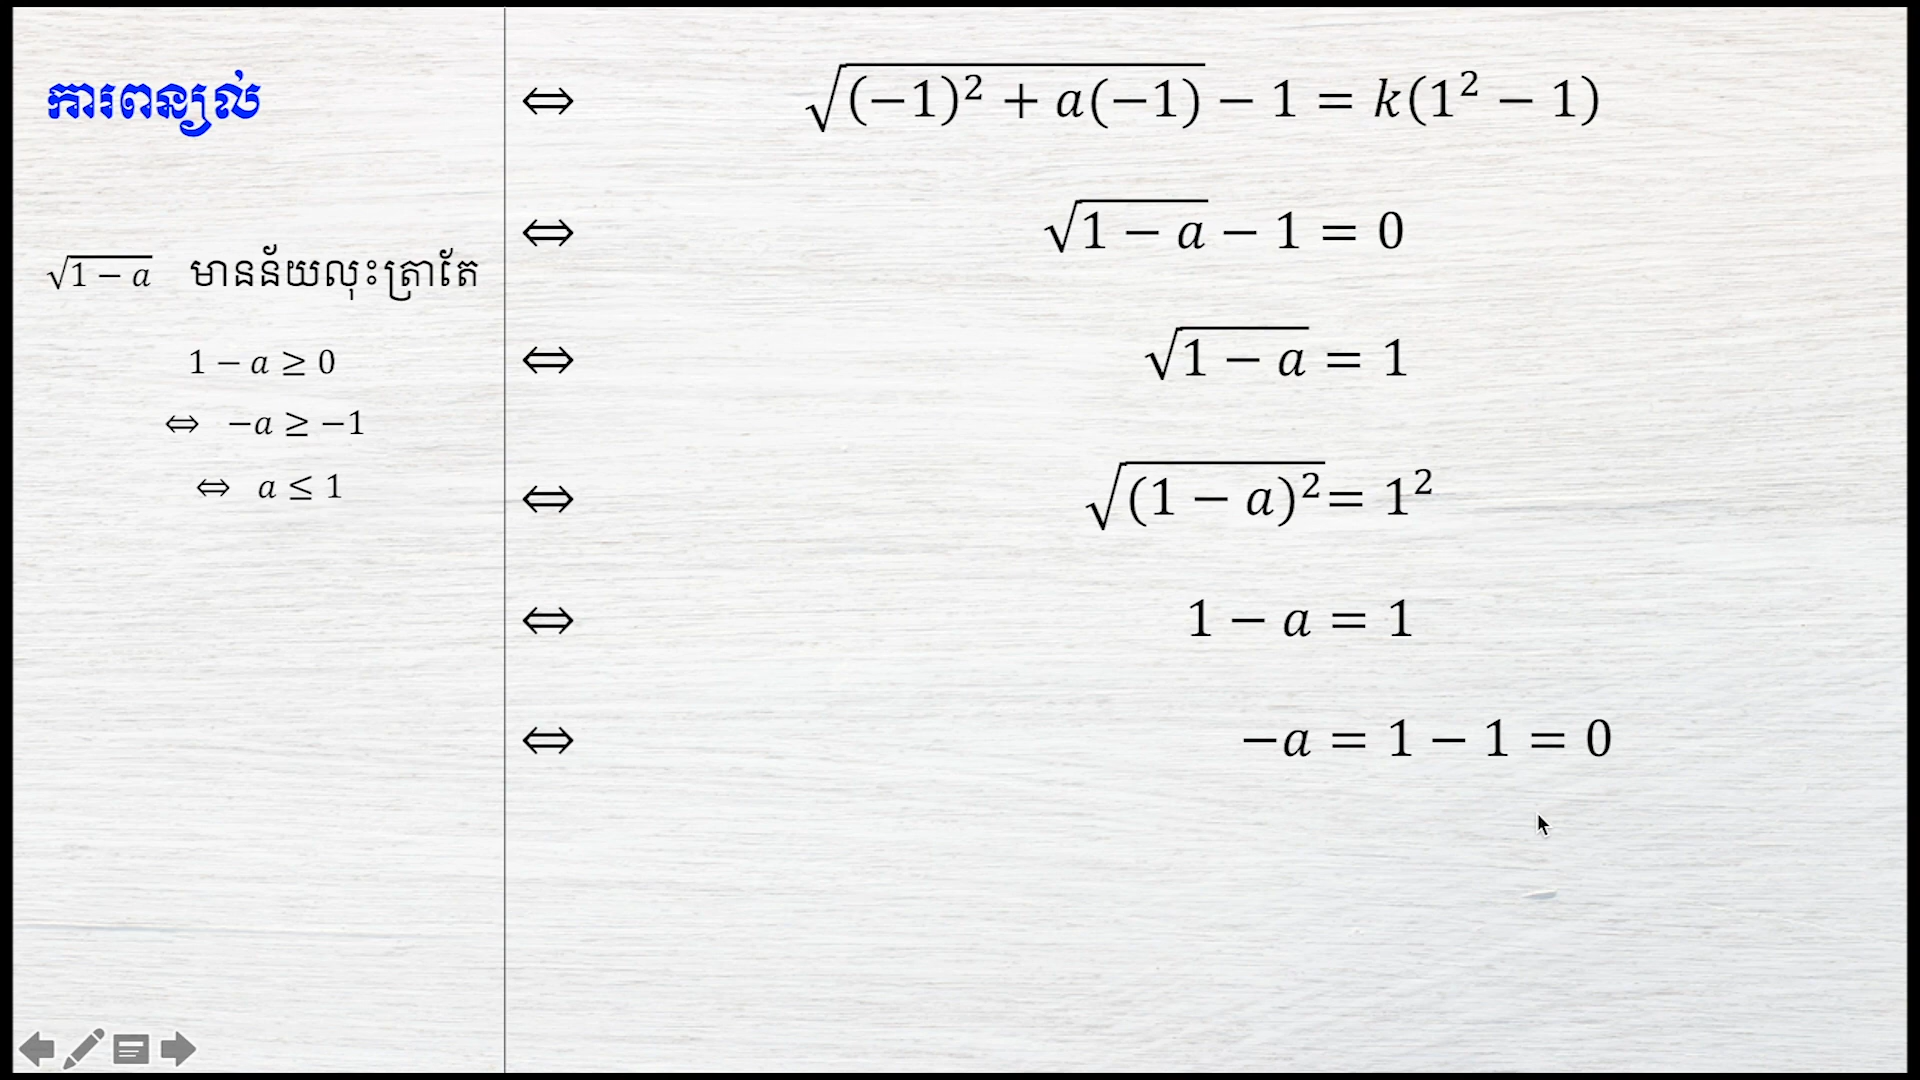 ការពន្យល់
√(1 − a) មានន័យលុះត្រាតែ
1 − a ≥ 0
⇔ −a ≥ −1
⇔ a ≤ 1
⇔ √((−1)² + a(−1)) − 1 = k(1² − 1)
⇔ √(1 − a) − 1 = 0
⇔ √(1 − a) = 1
⇔ √((1 − a)²) = 1²
⇔ 1 − a = 1
⇔ −a = 1 − 1 = 0